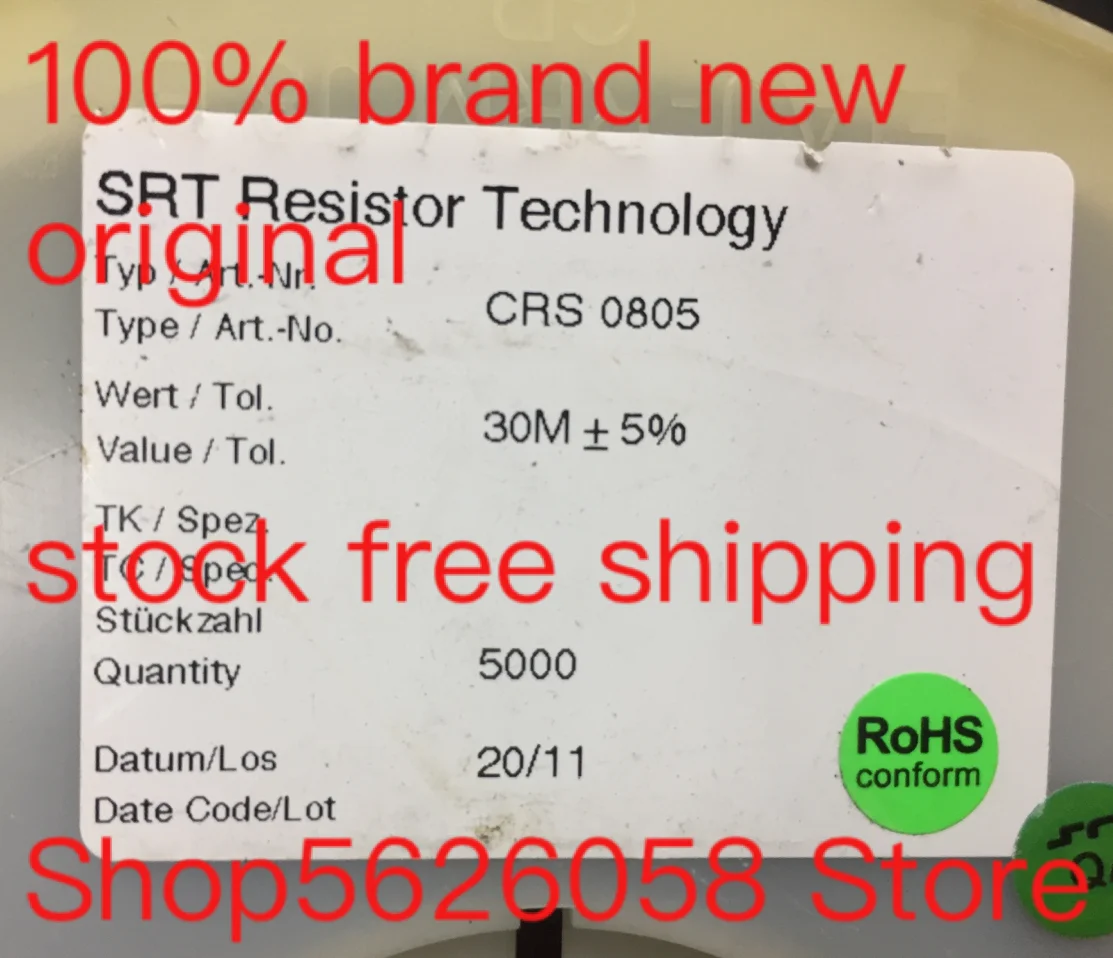 100% brand new
SRT Resistor Technology
original
Typ / Art.-Nr.
CRS 0805
Type / Art.-No.
Wert / Tol.
30M ± 5%
Value / Tol.
TK / Spez.
stock free shipping
TC / Spec.
Stückzahl
Quantity
5000
RoHS
conform
Datum/Los
20/11
Date Code/Lot
Shop5626058 Store